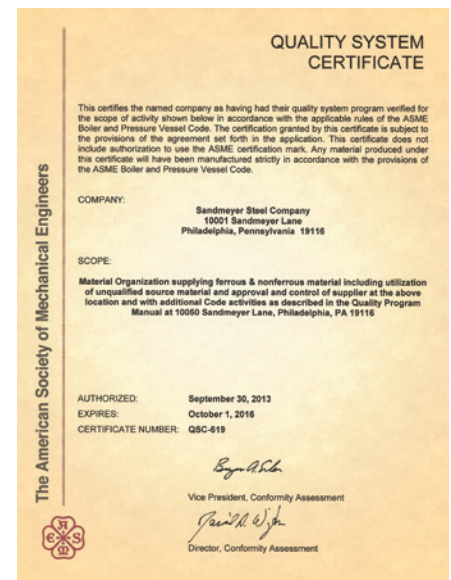 QUALITY SYSTEM
CERTIFICATE
This certifies the named company as having had their quality system program verified for
the scope of activity shown below in accordance with the applicable rules of the ASME
Boiler and Pressure Vessel Code. The certification granted by this certificate is subject to
the provisions of the agreement set forth in the application. This certificate does not
include authorization to use the ASME certification mark. Any material produced under
this certificate will have been manufactured strictly in accordance with the provisions of
the ASME Boiler and Pressure Vessel Code.
COMPANY:
Sandmeyer Steel Company
10001 Sandmeyer Lane
Philadelphia, Pennsylvania 19116
SCOPE:
Material Organization supplying ferrous & nonferrous material including utilization
of unqualified source material and approval and control of supplier at the above
location and with additional Code activities as described in the Quality Program
Manual at 10050 Sandmeyer Lane, Philadelphia, PA 19116
AUTHORIZED: September 30, 2013
EXPIRES: October 1, 2016
CERTIFICATE NUMBER: QSC-619
Vice President, Conformity Assessment
Director, Conformity Assessment
The American Society of Mechanical Engineers
ASME